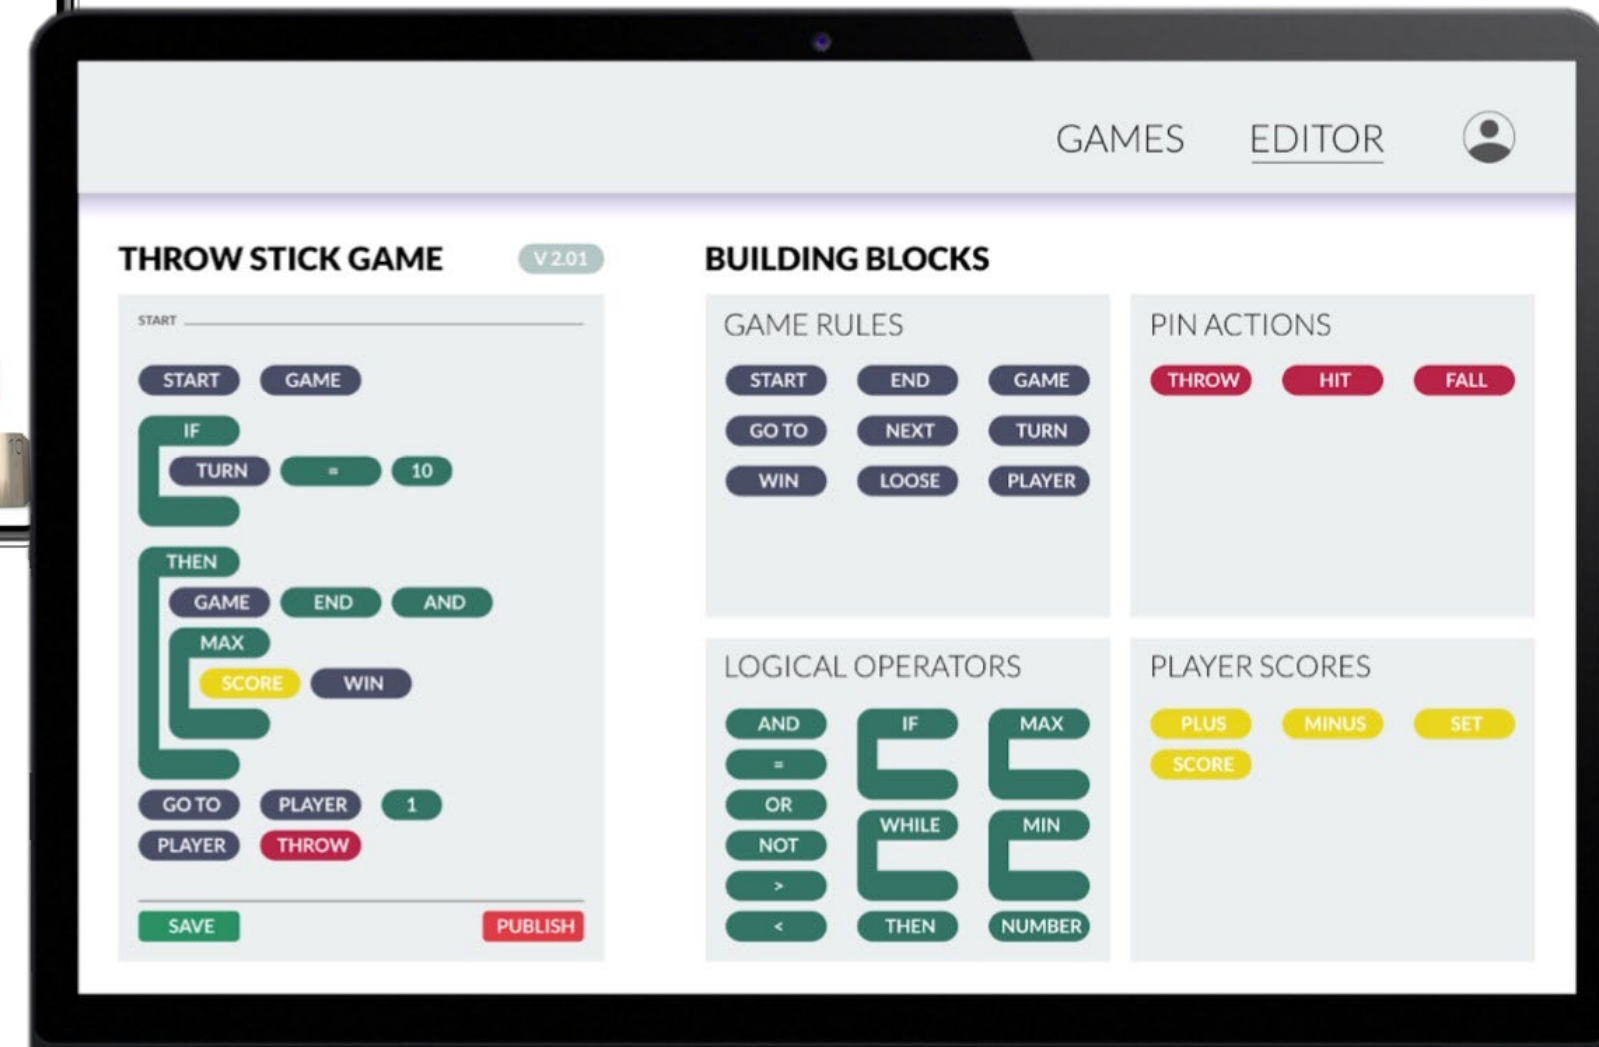 GAMES EDITOR
THROW STICK GAME V 2.01
START
START GAME
IF
TURN = 10
THEN
GAME END AND
MAX
SCORE WIN
GO TO PLAYER 1
PLAYER THROW
SAVE PUBLISH
BUILDING BLOCKS
GAME RULES
START END GAME
GO TO NEXT TURN
WIN LOOSE PLAYER
PIN ACTIONS
THROW HIT FALL
LOGICAL OPERATORS
AND IF MAX
=
OR
WHILE MIN
NOT
>
< THEN NUMBER
PLAYER SCORES
PLUS MINUS SET
SCORE
10